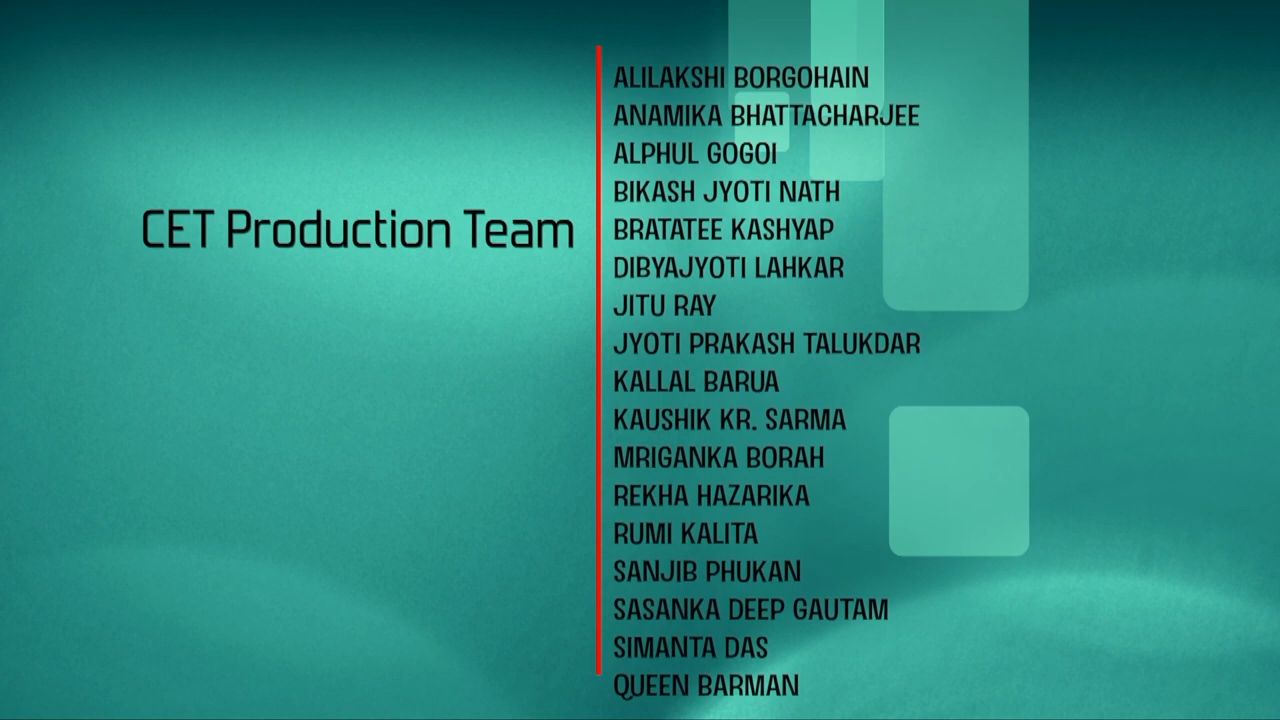 CET Production Team
ALILAKSHI BORGOHAIN
ANAMIKA BHATTACHARJEE
ALPHUL GOGOI
BIKASH JYOTI NATH
BRATATEE KASHYAP
DIBYAJYOTI LAHKAR
JITU RAY
JYOTI PRAKASH TALUKDAR
KALLAL BARUA
KAUSHIK KR. SARMA
MRIGANKA BORAH
REKHA HAZARIKA
RUMI KALITA
SANJIB PHUKAN
SASANKA DEEP GAUTAM
SIMANTA DAS
QUEEN BARMAN